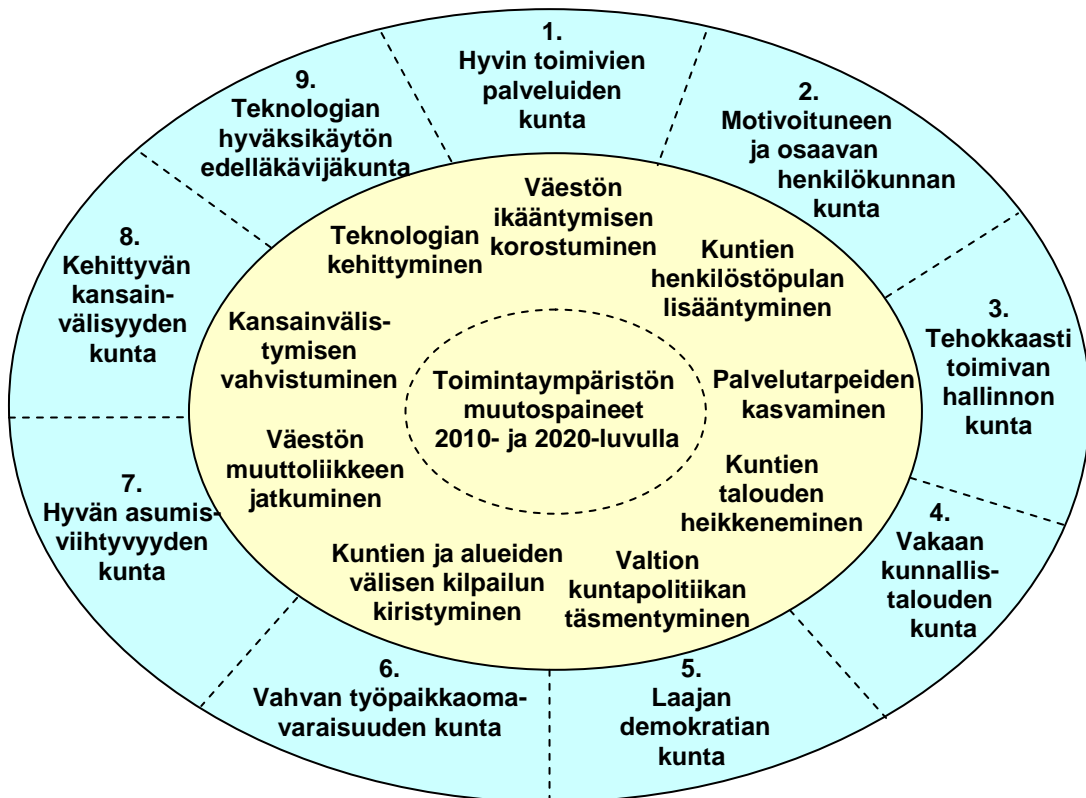 1.
Hyvin toimivien
palveluiden
kunta
2.
Motivoituneen
ja osaavan
henkilökunnan
kunta
3.
Tehokkaasti
toimivan
hallinnon
kunta
4.
Vakaan
kunnallis-
talouden
kunta
5.
Laajan
demokratian
kunta
6.
Vahvan työpaikkaoma-
varaisuuden kunta
7.
Hyvän asumis-
viihtyvyyden
kunta
8.
Kehittyvän
kansain-
välisyyden
kunta
9.
Teknologian
hyväksikäytön
edelläkävijäkunta
Väestön
ikääntymisen
korostuminen
Kuntien
henkilöstöpulan
lisääntyminen
Palvelutarpeiden
kasvaminen
Kuntien
talouden
heikkeneminen
Valtion
kuntapolitiikan
täsmentyminen
Kuntien ja alueiden
välisen kilpailun
kiristyminen
Väestön
muuttoliikkeen
jatkuminen
Kansainvälis-
tymisen
vahvistuminen
Teknologian
kehittyminen
Toimintaympäristön
muutospaineet
2010- ja 2020-luvulla